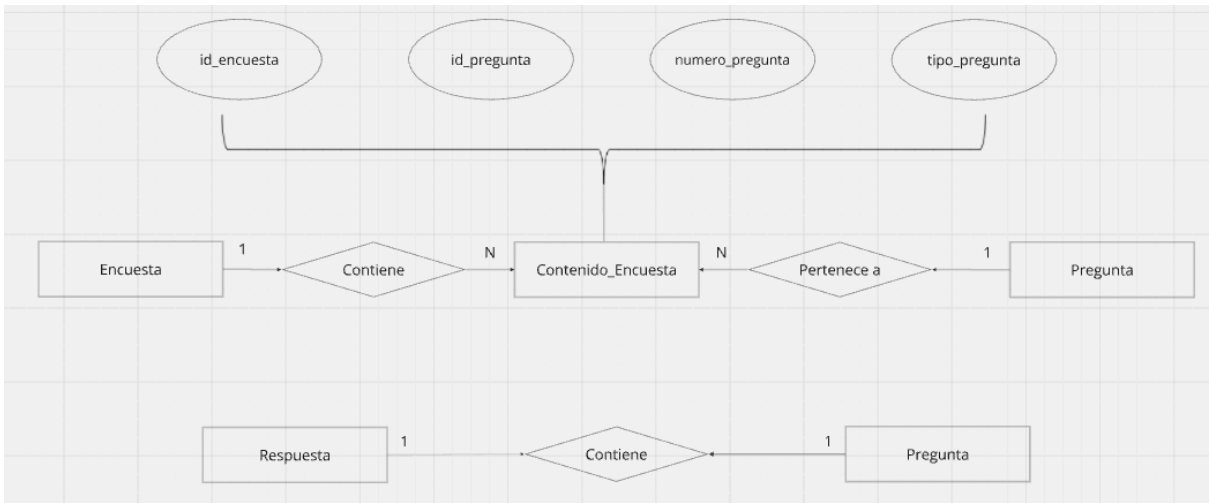 id_encuesta
id_pregunta
numero_pregunta
tipo_pregunta
1
N
N
1
Encuesta
Contiene
Contenido_Encuesta
Pertenece a
Pregunta
1
1
Respuesta
Contiene
Pregunta